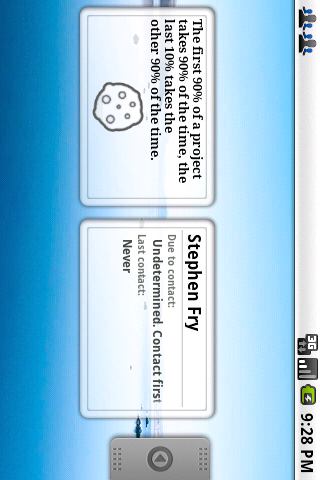 3G 9:28 PM
The first 90% of a project
takes 90% of the time, the
last 10% takes the
other 90% of the time.
Stephen Fry
Due to contact:
Undetermined. Contact first
Last contact:
Never